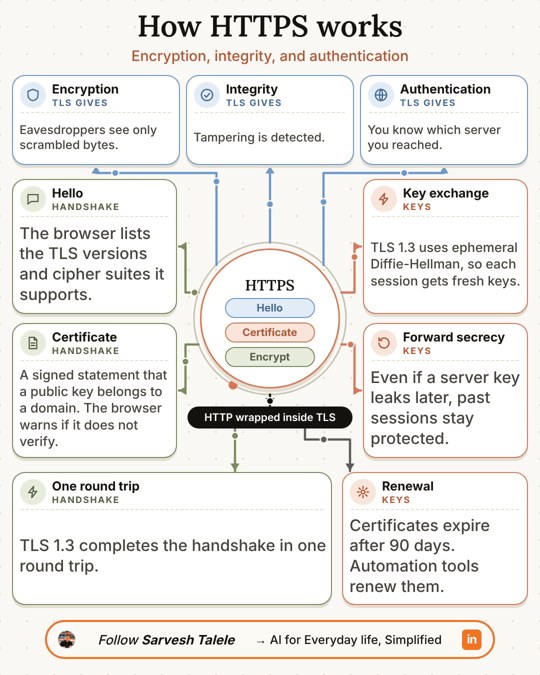 How HTTPS works
Encryption, integrity, and authentication
Encryption
TLS GIVES
Eavesdroppers see only
scrambled bytes.
Integrity
TLS GIVES
Tampering is detected.
Authentication
TLS GIVES
You know which server
you reached.
Hello
HANDSHAKE
The browser lists
the TLS versions
and cipher suites it
supports.
Key exchange
KEYS
TLS 1.3 uses ephemeral
Diffie-Hellman, so each
session gets fresh keys.
HTTPS
Hello
Certificate
Encrypt
HTTP wrapped inside TLS
Certificate
HANDSHAKE
A signed statement that
a public key belongs to
a domain. The browser
warns if it does not
verify.
Forward secrecy
KEYS
Even if a server key
leaks later, past
sessions stay
protected.
One round trip
HANDSHAKE
TLS 1.3 completes the handshake in one
round trip.
Renewal
KEYS
Certificates expire
after 90 days.
Automation tools
renew them.
Follow Sarvesh Talele → AI for Everyday life, Simplified in